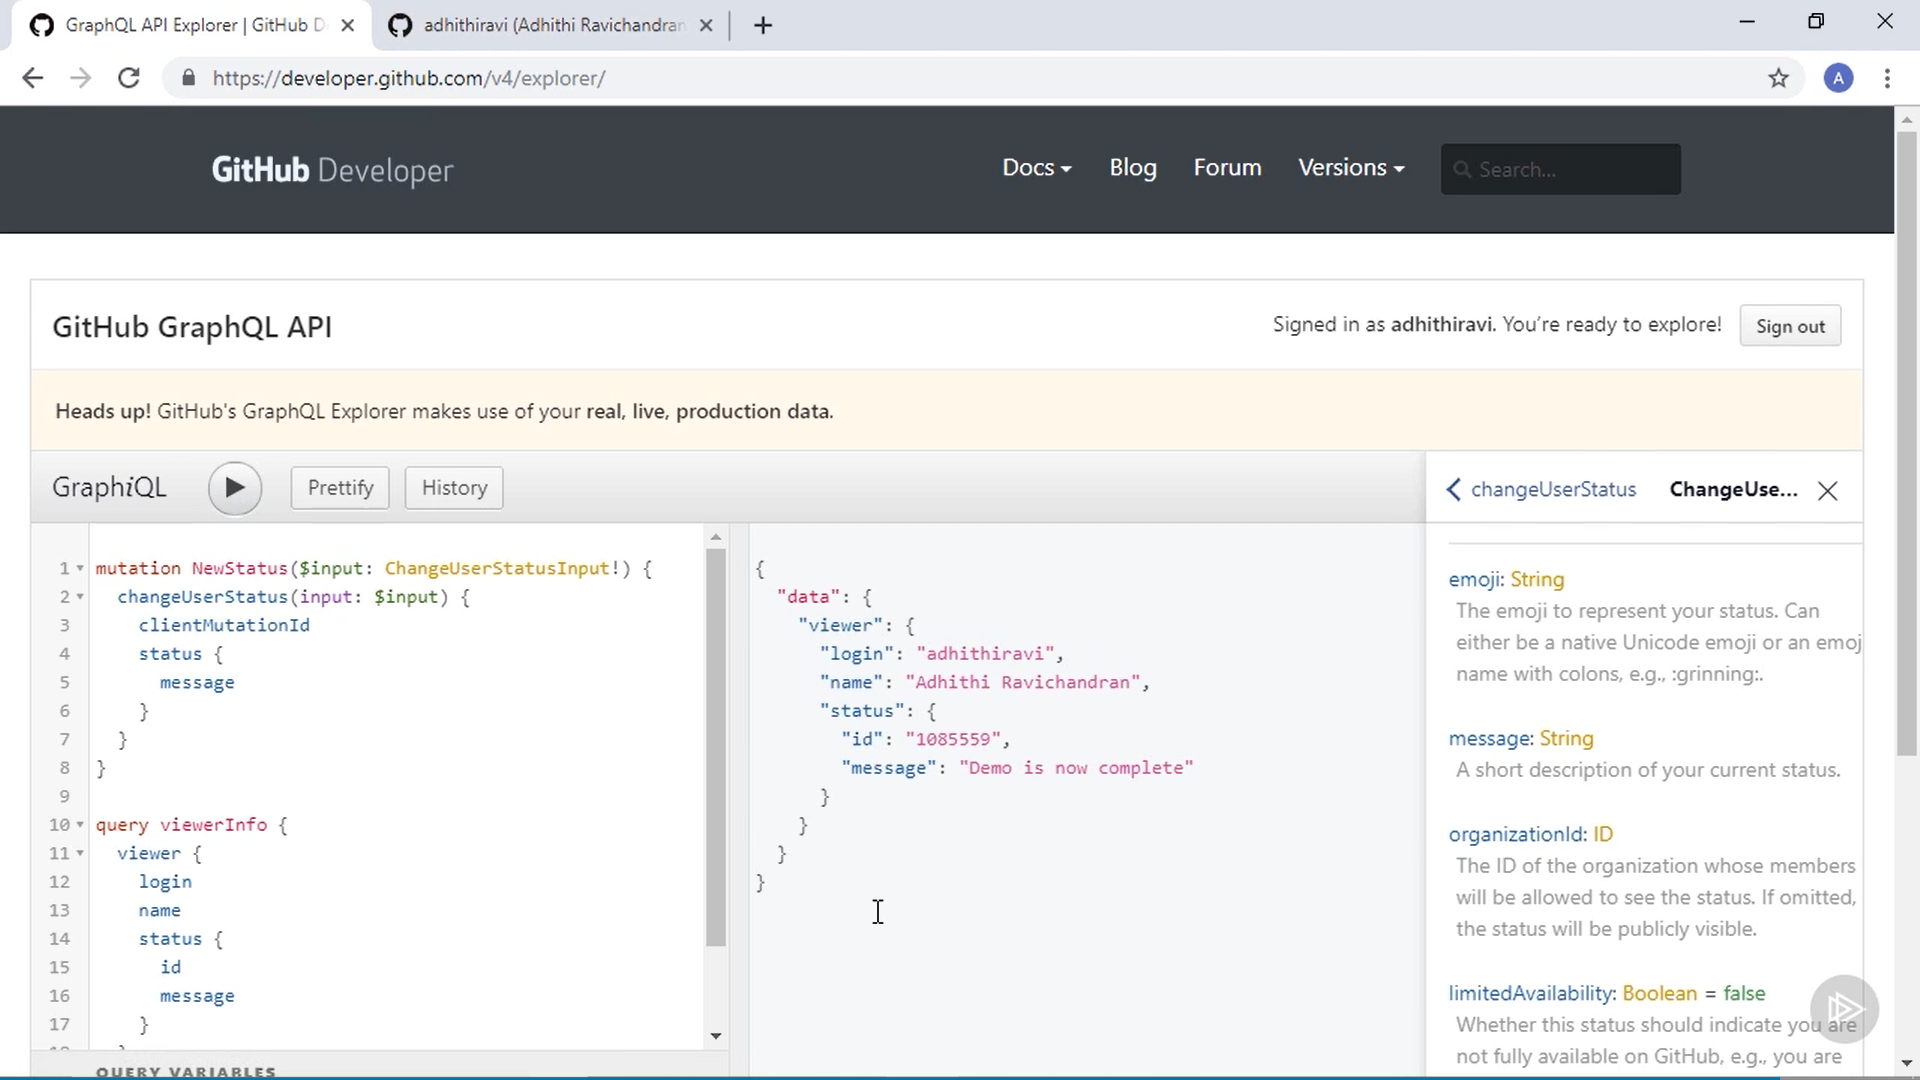 GraphQL API Explorer | GitHub D
adhithiravi (Adhithi Ravichandran
https://developer.github.com/v4/explorer/
A
GitHub Developer
Docs
Blog
Forum
Versions
Search...
GitHub GraphQL API
Signed in as adhithiravi. You're ready to explore!
Sign out
Heads up! GitHub's GraphQL Explorer makes use of your real, live, production data.
GraphiQL
Prettify
History
changeUserStatus
ChangeUse...
1 mutation NewStatus($input: ChangeUserStatusInput!) {
2 changeUserStatus(input: $input) {
3 clientMutationId
4 status {
5 message
6 }
7 }
8 }
9
10 query viewerInfo {
11 viewer {
12 login
13 name
14 status {
15 id
16 message
17 }
QUERY VARIABLES
{
"data": {
"viewer": {
"login": "adhithiravi",
"name": "Adhithi Ravichandran",
"status": {
"id": "1085559",
"message": "Demo is now complete"
}
}
}
}
emoji: String
The emoji to represent your status. Can
either be a native Unicode emoji or an emoj
name with colons, e.g., :grinning:.
message: String
A short description of your current status.
organizationId: ID
The ID of the organization whose members
will be allowed to see the status. If omitted,
the status will be publicly visible.
limitedAvailability: Boolean = false
Whether this status should indicate you are
not fully available on GitHub, e.g., you are